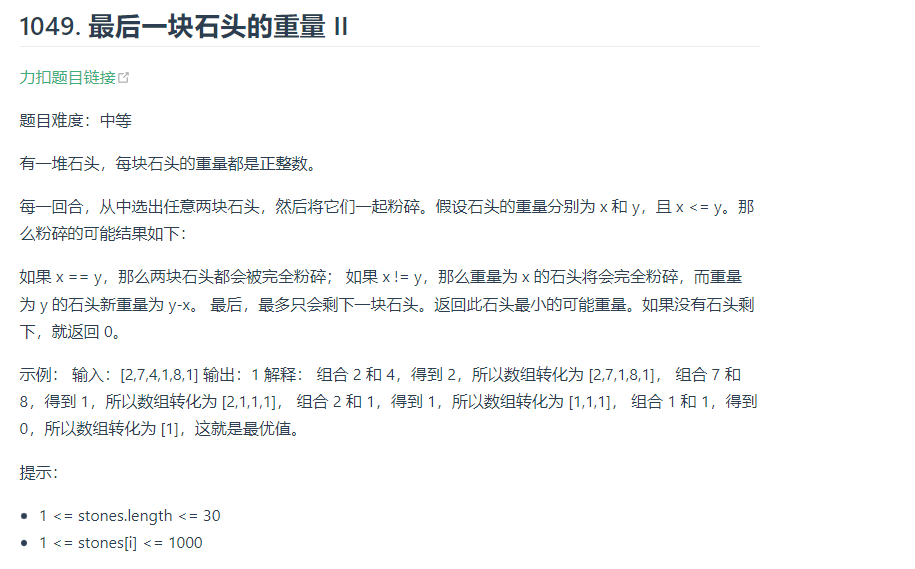 1049. 最后一块石头的重量 II
力扣题目链接
题目难度：中等
有一堆石头，每块石头的重量都是正整数。
每一回合，从中选出任意两块石头，然后将它们一起粉碎。假设石头的重量分别为 x 和 y，且 x <= y。那
么粉碎的可能结果如下：
如果 x == y，那么两块石头都会被完全粉碎； 如果 x != y，那么重量为 x 的石头将会完全粉碎，而重量
为 y 的石头新重量为 y-x。 最后，最多只会剩下一块石头。返回此石头最小的可能重量。如果没有石头剩
下，就返回 0。
示例： 输入：[2,7,4,1,8,1] 输出：1 解释： 组合 2 和 4，得到 2，所以数组转化为 [2,7,1,8,1]， 组合 7 和
8，得到 1，所以数组转化为 [2,1,1,1]， 组合 2 和 1，得到 1，所以数组转化为 [1,1,1]， 组合 1 和 1，得到
0，所以数组转化为 [1]，这就是最优值。
提示：
• 1 <= stones.length <= 30
• 1 <= stones[i] <= 1000